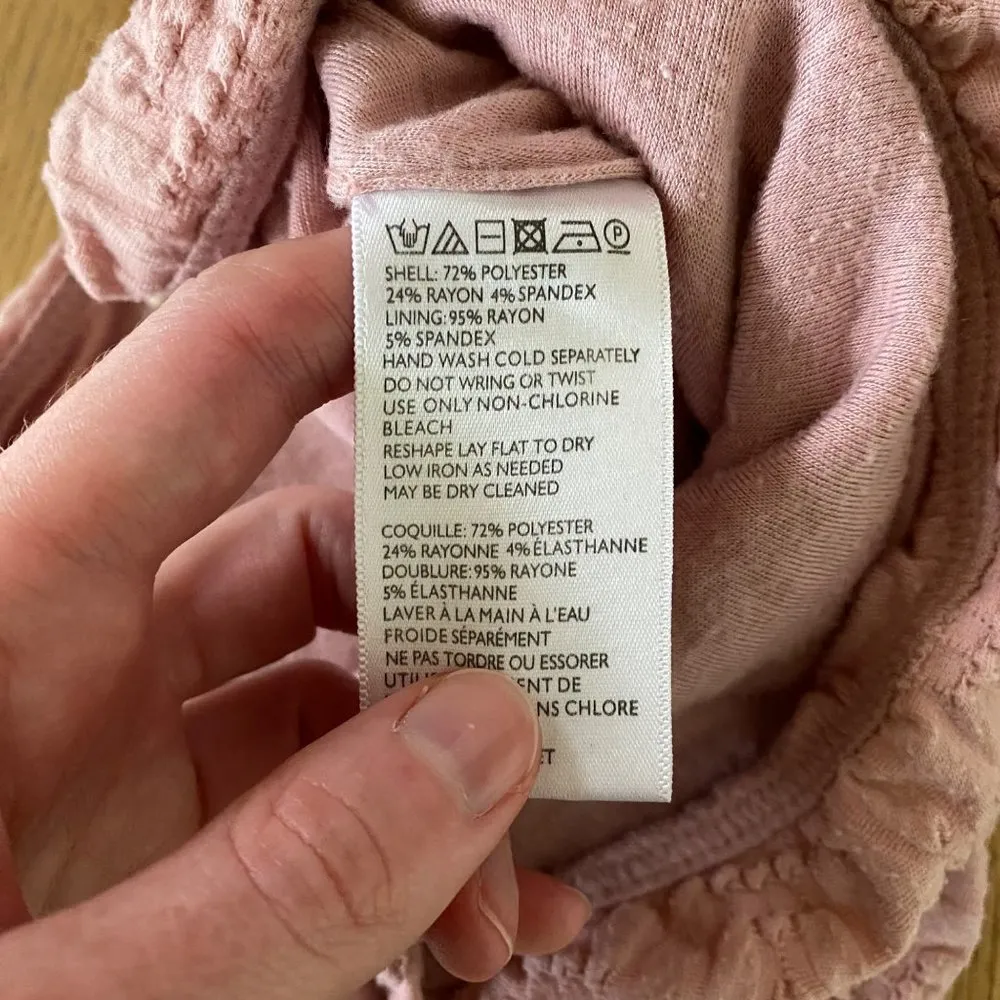 P
SHELL: 72% POLYESTER
24% RAYON 4% SPANDEX
LINING: 95% RAYON
5% SPANDEX
HAND WASH COLD SEPARATELY
DO NOT WRING OR TWIST
USE ONLY NON-CHLORINE
BLEACH
RESHAPE LAY FLAT TO DRY
LOW IRON AS NEEDED
MAY BE DRY CLEANED
COQUILLE: 72% POLYESTER
24% RAYONNE 4% ÉLASTHANNE
DOUBLURE: 95% RAYONE
5% ÉLASTHANNE
LAVER À LA MAIN À L'EAU
FROIDE SÉPARÉMENT
NE PAS TORDRE OU ESSORER
DE
CHLORE